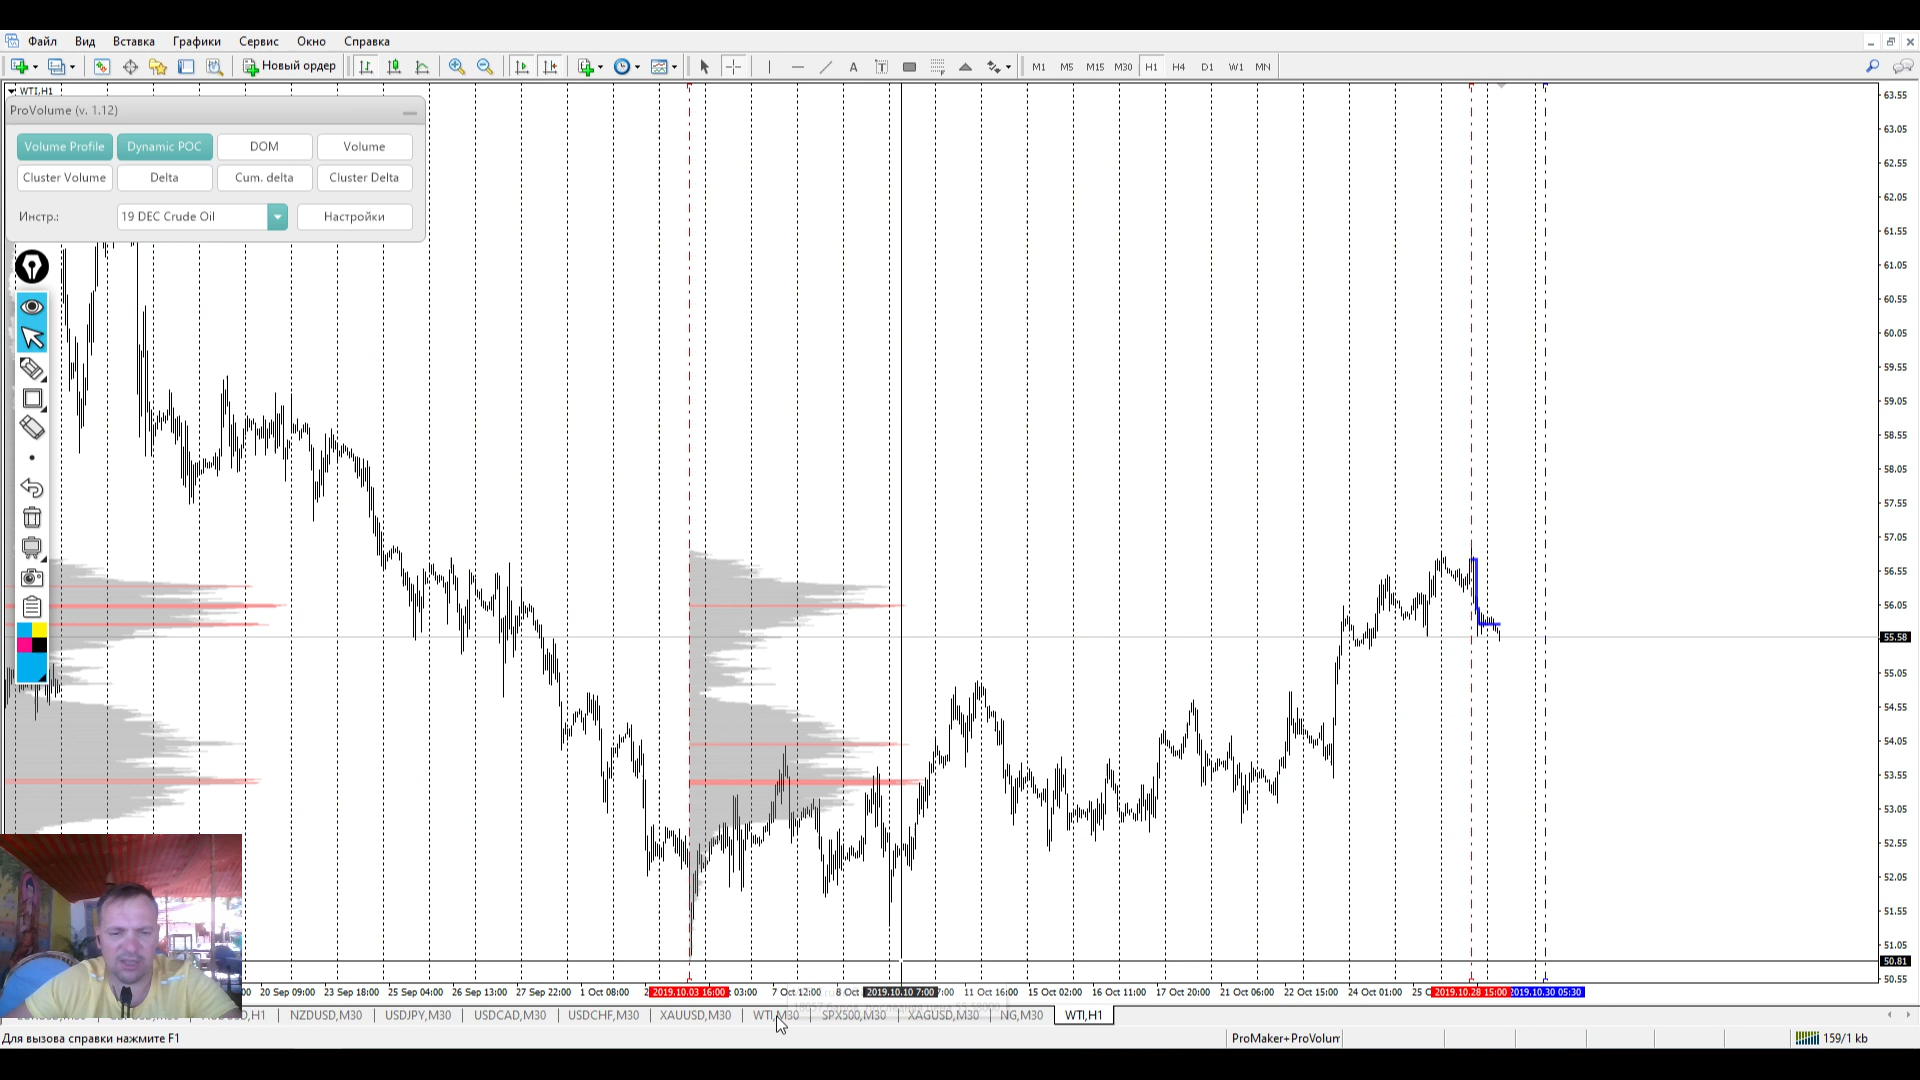 Файл Вид Вставка Графики Сервис Окно Справка
Новый ордер A T M1 M5 M15 M30 H1 H4 D1 W1 MN
WTI,H1
ProVolume (v. 1.12)
Volume Profile Dynamic POC DOM Volume
Cluster Volume Delta Cum. delta Cluster Delta
Инстр.: 19 DEC Crude Oil Настройки
63.55
63.05
62.55
62.05
61.55
61.05
60.55
60.05
59.55
59.05
58.55
58.05
57.55
57.05
56.55
56.05
55.58
55.05
54.55
54.05
53.55
53.05
52.55
52.05
51.55
51.05
50.81
50.55
20 Sep 09:00 23 Sep 18:00 25 Sep 04:00 26 Sep 13:00 27 Sep 22:00 1 Oct 08:00 2019.10.03 16:00 03:00 7 Oct 12:00 8 Oct 2019.10.10 7:00 11 Oct 16:00 15 Oct 02:00 16 Oct 11:00 17 Oct 20:00 21 Oct 06:00 22 Oct 15:00 24 Oct 01:00 25 2019.10.28 15:00 2019.10.30 05:30
H1 NZDUSD,M30 USDJPY,M30 USDCAD,M30 USDCHF,M30 XAUUSD,M30 WTI,M30 SPX500,M30 XAGUSD,M30 NG,M30 WTI,H1
Для вызова справки нажмите F1 ProMaker+ProVolum 159/1 kb